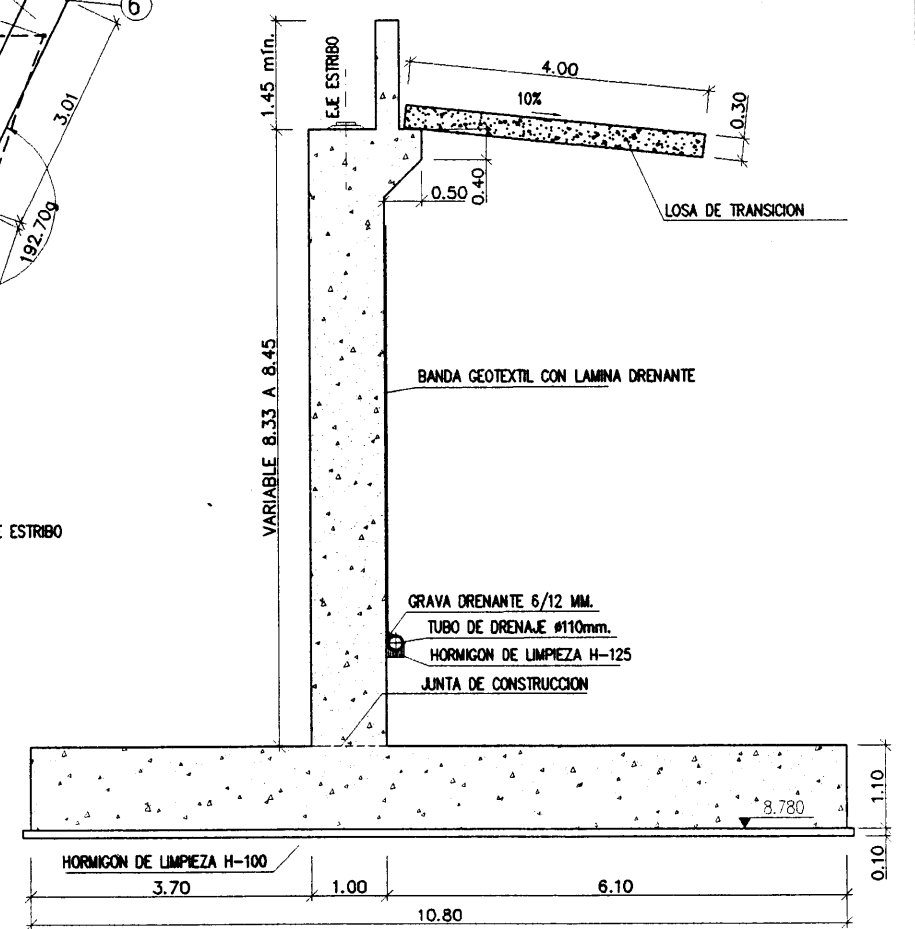 6
3.01
192.70g
1.45 mín.
EJE ESTRIBO
4.00
10%
0.30
0.50
0.40
LOSA DE TRANSICION
VARIABLE 8.33 A 8.45
BANDA GEOTEXTIL CON LAMINA DRENANTE
E ESTRIBO
GRAVA DRENANTE 6/12 MM.
TUBO DE DRENAJE ø110mm.
HORMIGON DE LIMPIEZA H-125
JUNTA DE CONSTRUCCION
8.780
1.10
0.10
HORMIGON DE LIMPIEZA H-100
3.70
1.00
6.10
10.80